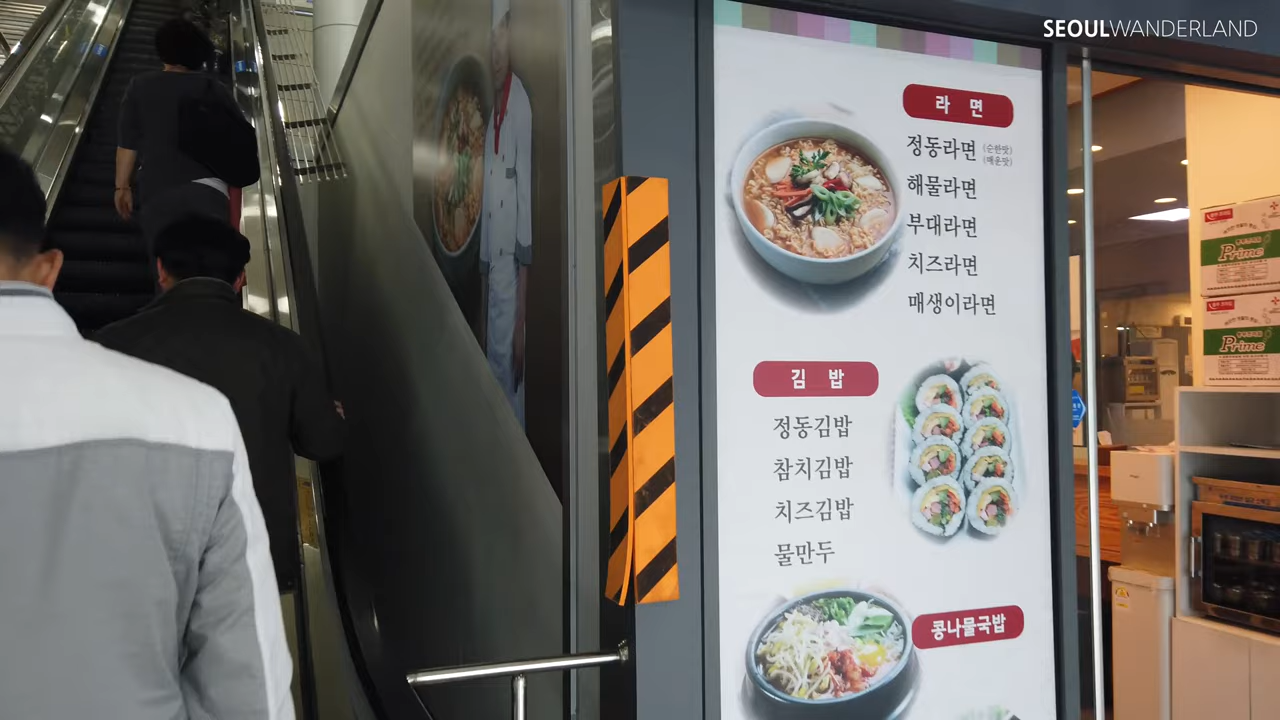 SEOULWANDERLAND
라 면
정동라면 (순한맛)
(매운맛)
해물라면
부대라면
치즈라면
매생이라면
김 밥
정동김밥
참치김밥
치즈김밥
물만두
콩나물국밥
Prime
Prime